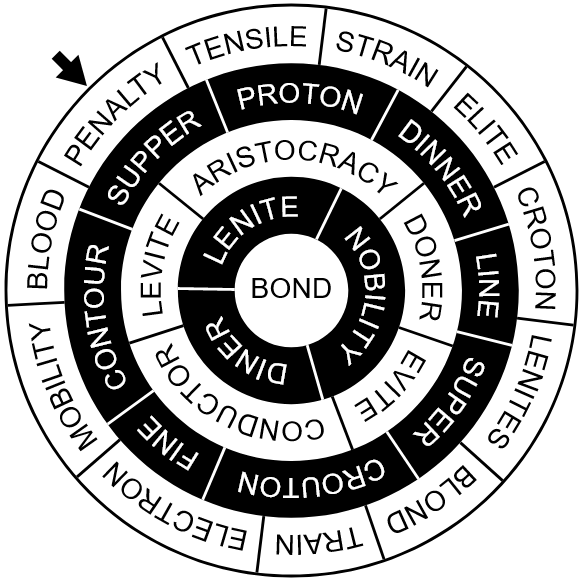 PENALTY
TENSILE
STRAIN
ELITE
CROTON
LENITES
BLOND
TRAIN
ELECTRON
MOBILITY
BLOOD
SUPPER
PROTON
DINNER
LINE
SUPER
CROUTON
FINE
CONTOUR
ARISTOCRACY
DONER
EVITE
CONDUCTOR
LEVITE
LENITE
NOBILITY
DINER
BOND